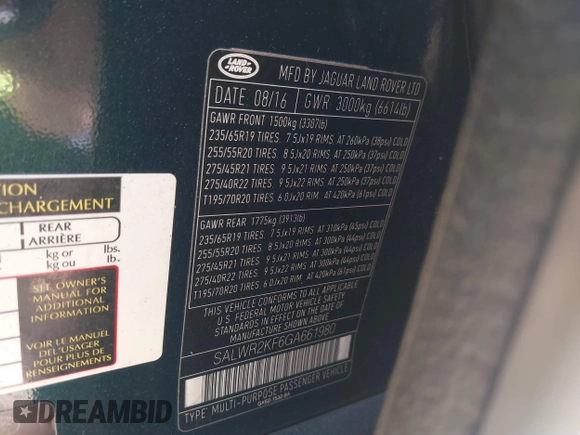 LAND ROVER
MFD BY JAGUAR LAND ROVER LTD
DATE 08/16 GWR 3000kg (6614lb)
GAWR FRONT 1500kg (3307lb)
235/65R19 TIRES. 7 5Jx19 RIMS AT 260kPa (38psi) COLD
255/55R20 TIRES. 8 5Jx20 RIMS AT 250kPa (37psi) COLD
275/45R21 TIRES. 9 5Jx21 RIMS AT 250kPa (37psi) COLD
275/40R22 TIRES. 9 5Jx22 RIMS AT 250kPa (37psi) COLD
T195/70R20 TIRES 6 0Jx20 RIM AT 420kPa (61psi) COLD
GAWR REAR 1775kg (3913lb)
235/65R19 TIRES. 7 5Jx19 RIMS AT 310kPa (45psi) COLD
255/55R20 TIRES. 8 5Jx20 RIMS AT 300kPa (44psi) COLD
275/45R21 TIRES. 9 5Jx21 RIMS AT 300kPa (44psi) COLD
275/40R22 TIRES. 9 5Jx22 RIMS AT 300kPa (44psi) COLD
T195/70R20 TIRES 6 0Jx20 RIM. AT 420kPa (61psi) COLD
THIS VEHICLE CONFORMS TO ALL APPLICABLE
U.S. FEDERAL MOTOR VEHICLE SAFETY
STANDARDS IN EFFECT ON THE DATE OF
MANUFACTURE SHOWN ABOVE
SALWR2KF6GA661980
TYPE: MULTI-PURPOSE PASSENGER VEHICLE
TION
CHARGEMENT
REAR
ARRIÈRE
kg or lbs.
kg ou lb.
SEE OWNER'S
MANUAL FOR
ADDITIONAL
INFORMATION
VOIR LE MANUEL
DEL'USAGER
POUR PLUS DE
RENSEIGNEMENTS
DREAMBID